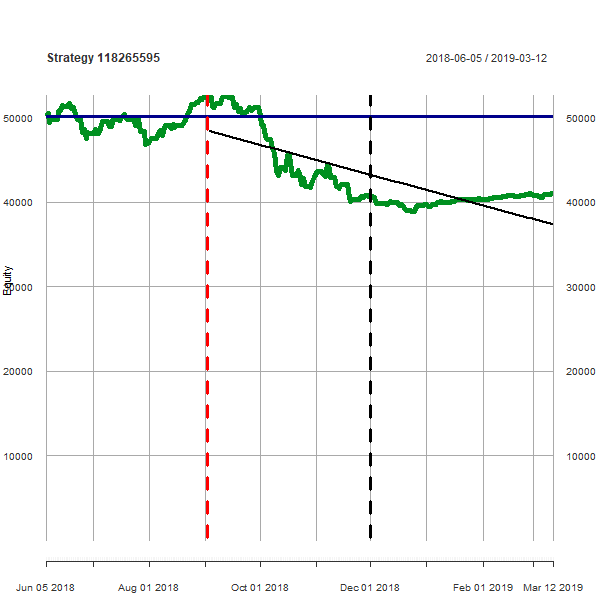 Strategy 118265595
2018-06-05 / 2019-03-12
50000
50000
40000
40000
Equity
30000
30000
20000
20000
10000
10000
Jun 05 2018
Aug 01 2018
Oct 01 2018
Dec 01 2018
Feb 01 2019
Mar 12 2019